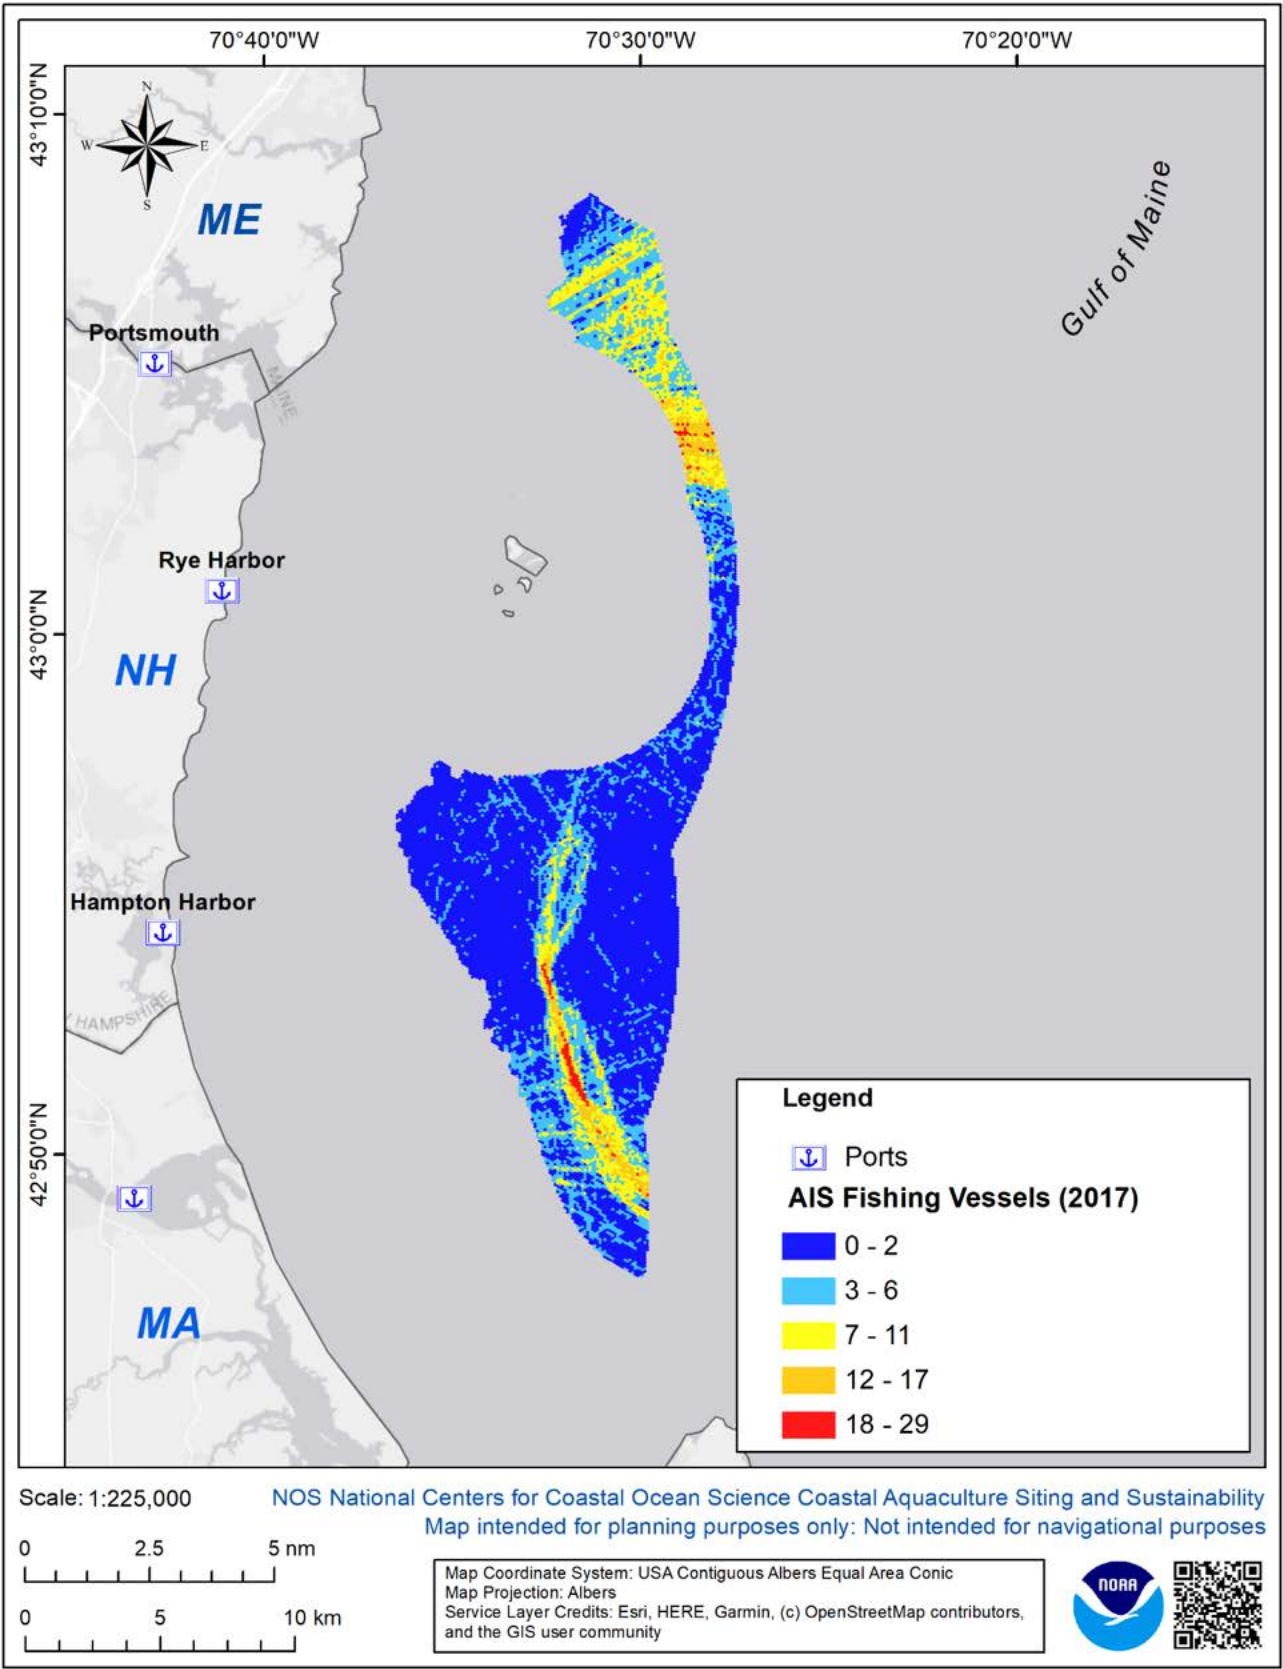 70°40'0"W 70°30'0"W 70°20'0"W
43°10'0"N
N
W E
S
ME
Gulf of Maine
Portsmouth
MAINE
Rye Harbor
43°0'0"N
NH
Hampton Harbor
HAMPSHIRE
42°50'0"N
MA
Legend
Ports
AIS Fishing Vessels (2017)
0 - 2
3 - 6
7 - 11
12 - 17
18 - 29
Scale: 1:225,000
NOS National Centers for Coastal Ocean Science Coastal Aquaculture Siting and Sustainability
Map intended for planning purposes only: Not intended for navigational purposes
0 2.5 5 nm
0 5 10 km
Map Coordinate System: USA Contiguous Albers Equal Area Conic
Map Projection: Albers
Service Layer Credits: Esri, HERE, Garmin, (c) OpenStreetMap contributors,
and the GIS user community
NOAA